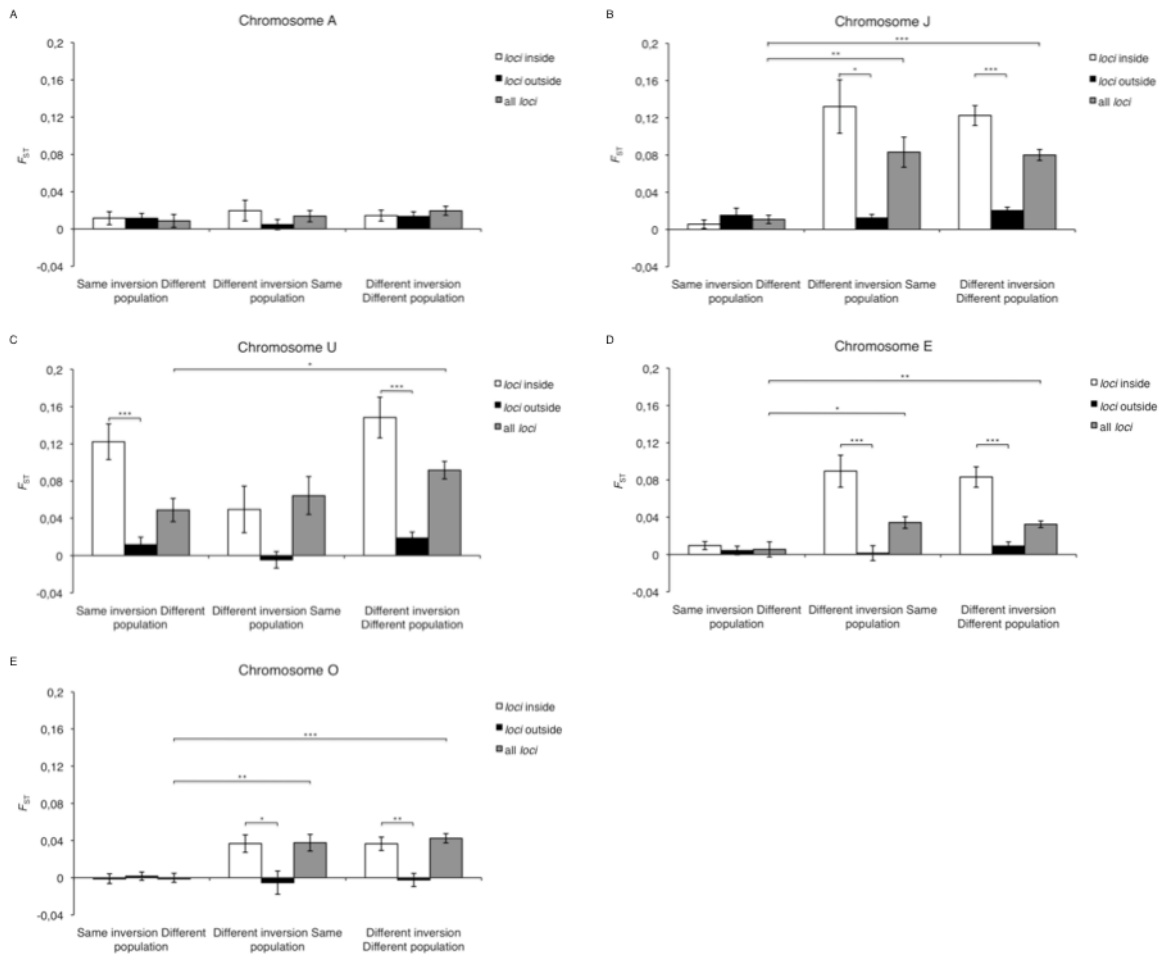 A
Chromosome A
0,2
0,16
0,12
0,08
0,04
0
-0,04
FST
loci inside
loci outside
all loci
Same inversion Different population
Different inversion Same population
Different inversion Different population
B
Chromosome J
0,2
0,16
0,12
0,08
0,04
0
-0,04
FST
***
**
*
***
loci inside
loci outside
all loci
Same inversion Different population
Different inversion Same population
Different inversion Different population
C
Chromosome U
0,2
0,16
0,12
0,08
0,04
0
-0,04
FST
*
***
***
loci inside
loci outside
all loci
Same inversion Different population
Different inversion Same population
Different inversion Different population
D
Chromosome E
0,2
0,16
0,12
0,08
0,04
0
-0,04
FST
**
*
***
***
loci inside
loci outside
all loci
Same inversion Different population
Different inversion Same population
Different inversion Different population
E
Chromosome O
0,2
0,16
0,12
0,08
0,04
0
-0,04
FST
***
**
*
**
loci inside
loci outside
all loci
Same inversion Different population
Different inversion Same population
Different inversion Different population